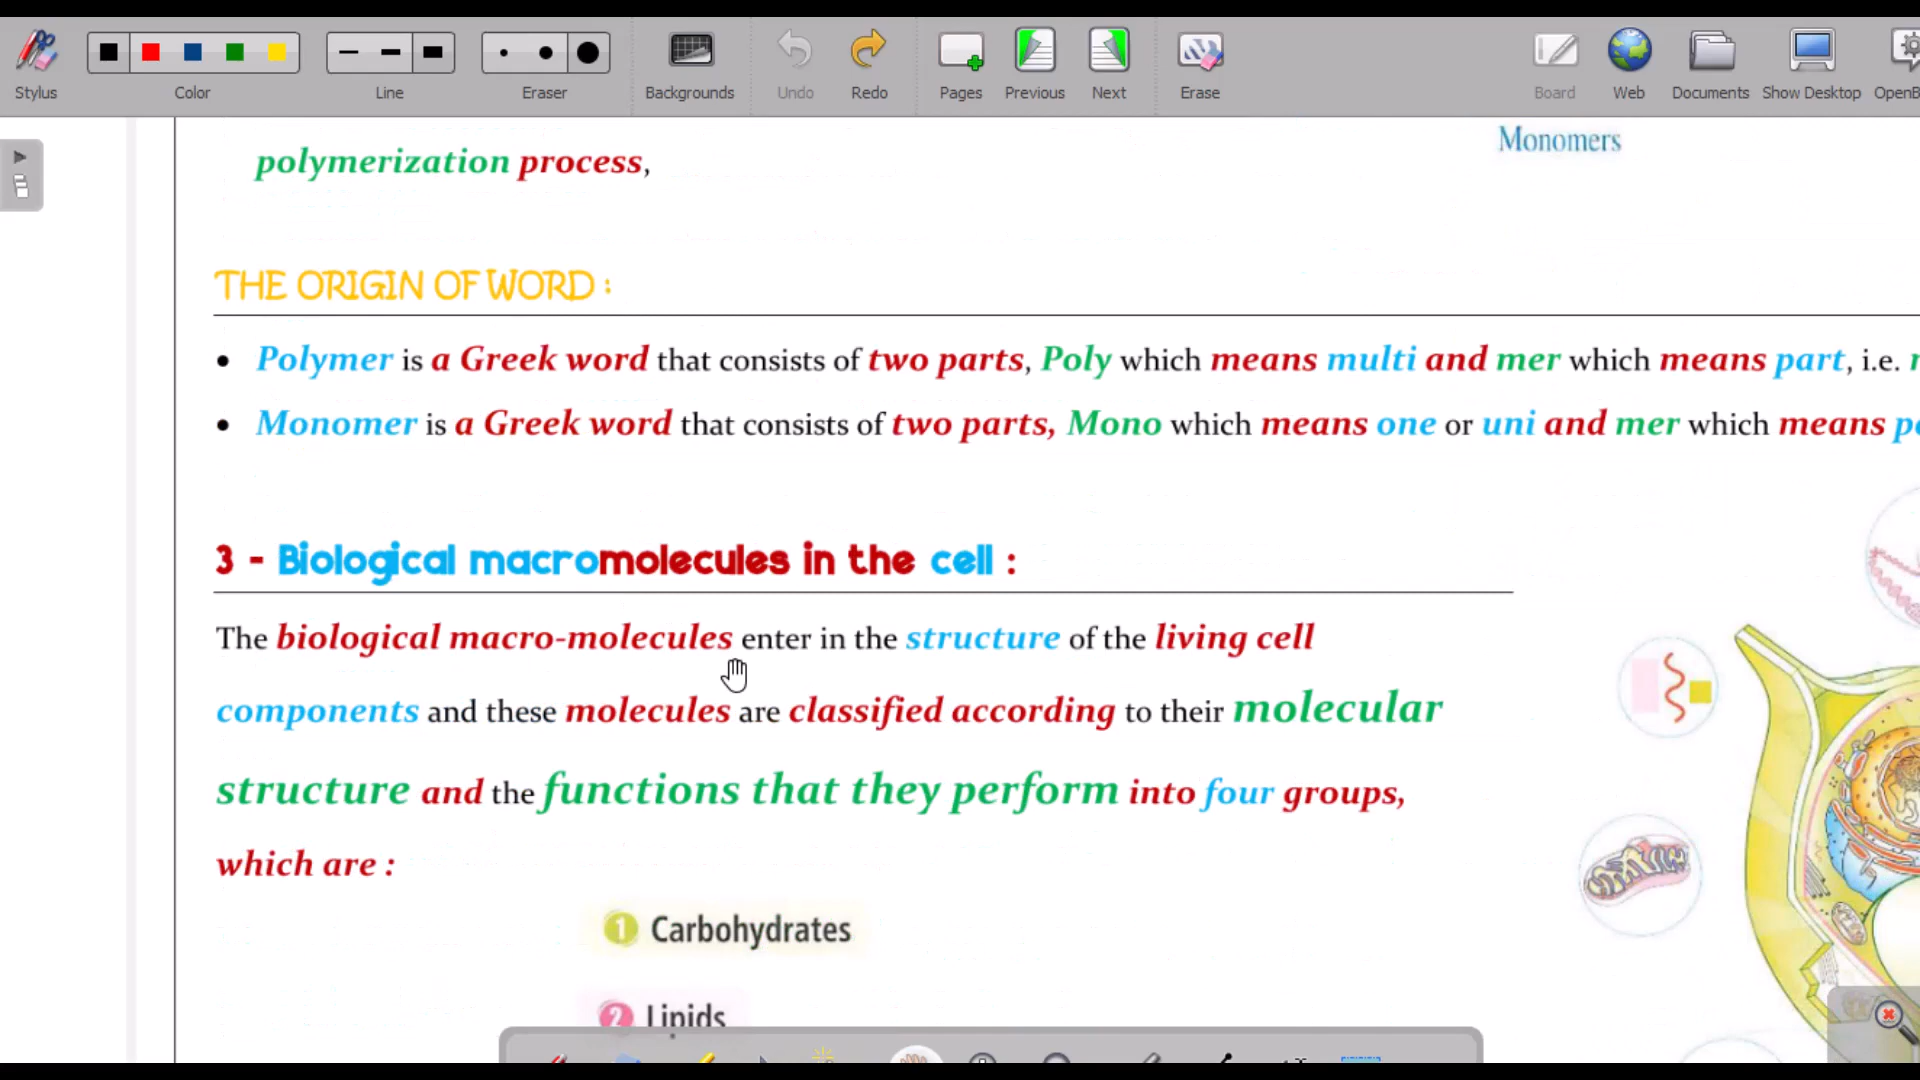 Stylus
Color
Line
Eraser
Backgrounds
Undo
Redo
Pages
Previous
Next
Erase
Board
Web
Documents
Show Desktop
Monomers
polymerization process,
THE ORIGIN OF WORD :
• Polymer is a Greek word that consists of two parts, Poly which means multi and mer which means part, i.e.
• Monomer is a Greek word that consists of two parts, Mono which means one or uni and mer which means
3 - Biological macromolecules in the cell :
The biological macro-molecules enter in the structure of the living cell
components and these molecules are classified according to their molecular
structure and the functions that they perform into four groups,
which are :
1 Carbohydrates
2 Lipids